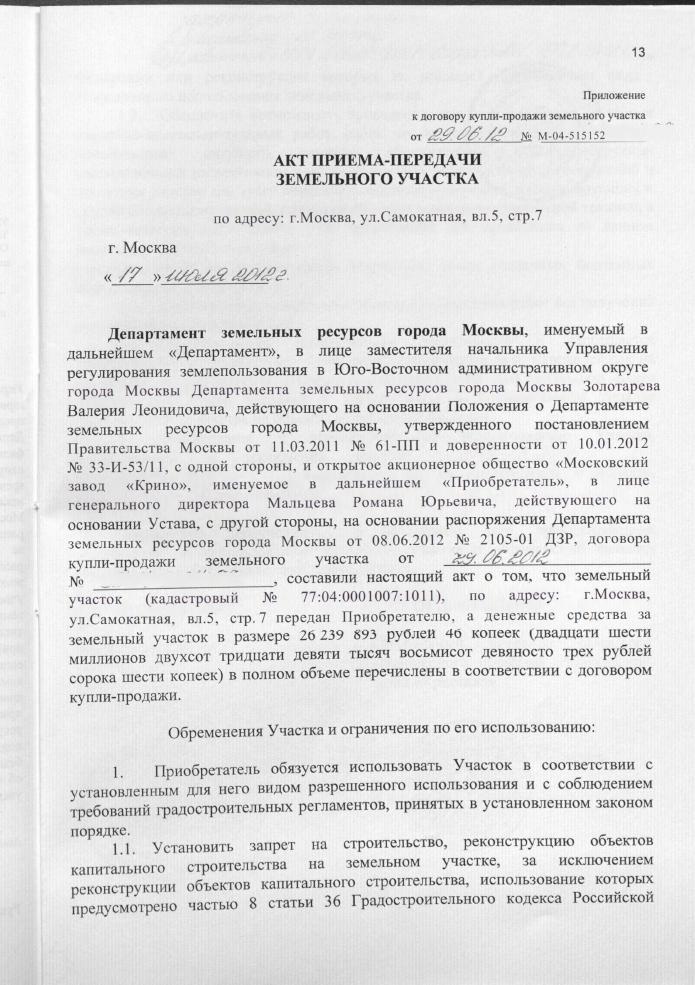 13
Приложение
к договору купли-продажи земельного участка
от 29.06.12 № М-04-515152
АКТ ПРИЕМА-ПЕРЕДАЧИ
ЗЕМЕЛЬНОГО УЧАСТКА
по адресу: г.Москва, ул.Самокатная, вл.5, стр.7
г. Москва
« 17 » июля 2012 г.
Департамент земельных ресурсов города Москвы, именуемый в
дальнейшем «Департамент», в лице заместителя начальника Управления
регулирования землепользования в Юго-Восточном административном округе
города Москвы Департамента земельных ресурсов города Москвы Золотарева
Валерия Леонидовича, действующего на основании Положения о Департаменте
земельных ресурсов города Москвы, утвержденного постановлением
Правительства Москвы от 11.03.2011 № 61-ПП и доверенности от 10.01.2012
№ 33-И-53/11, с одной стороны, и открытое акционерное общество «Московский
завод «Крино», именуемое в дальнейшем «Приобретатель», в лице
генерального директора Мальцева Романа Юрьевича, действующего на
основании Устава, с другой стороны, на основании распоряжения Департамента
земельных ресурсов города Москвы от 08.06.2012 № 2105-01 ДЗР, договора
купли-продажи земельного участка от 29.06.2012
№ , составили настоящий акт о том, что земельный
участок (кадастровый № 77:04:0001007:1011), по адресу: г.Москва,
ул.Самокатная, вл.5, стр.7 передан Приобретателю, а денежные средства за
земельный участок в размере 26 239 893 рублей 46 копеек (двадцати шести
миллионов двухсот тридцати девяти тысяч восьмисот девяносто трех рублей
сорока шести копеек) в полном объеме перечислены в соответствии с договором
купли-продажи.
Обременения Участка и ограничения по его использованию:
1. Приобретатель обязуется использовать Участок в соответствии с
установленным для него видом разрешенного использования и с соблюдением
требований градостроительных регламентов, принятых в установленном законом
порядке.
1.1. Установить запрет на строительство, реконструкцию объектов
капитального строительства на земельном участке, за исключением
реконструкции объектов капитального строительства, использование которых
предусмотрено частью 8 статьи 36 Градостроительного кодекса Российской